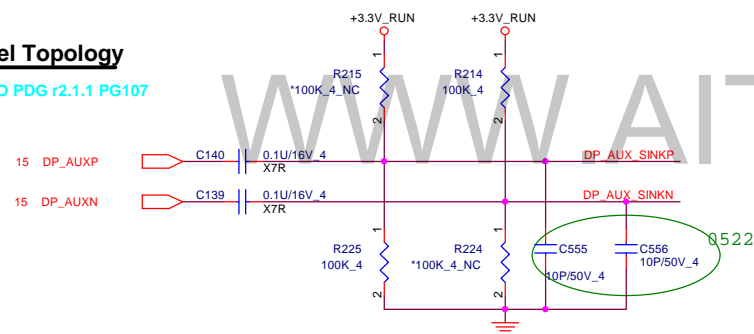 +3.3V_RUN +3.3V_RUN
el Topology
O PDG r2.1.1 PG107
1 1
R215 R214
*100K_4_NC 100K_4
2 2
WWW.AIT
15 DP_AUXP C140 0.1U/16V_4 DP_AUX_SINKP
X7R
15 DP_AUXN C139 0.1U/16V_4 DP_AUX_SINKN
X7R
1 1
R225 R224 C555 C556 0522
100K_4 *100K_4_NC 10P/50V_4 10P/50V_4
2 2